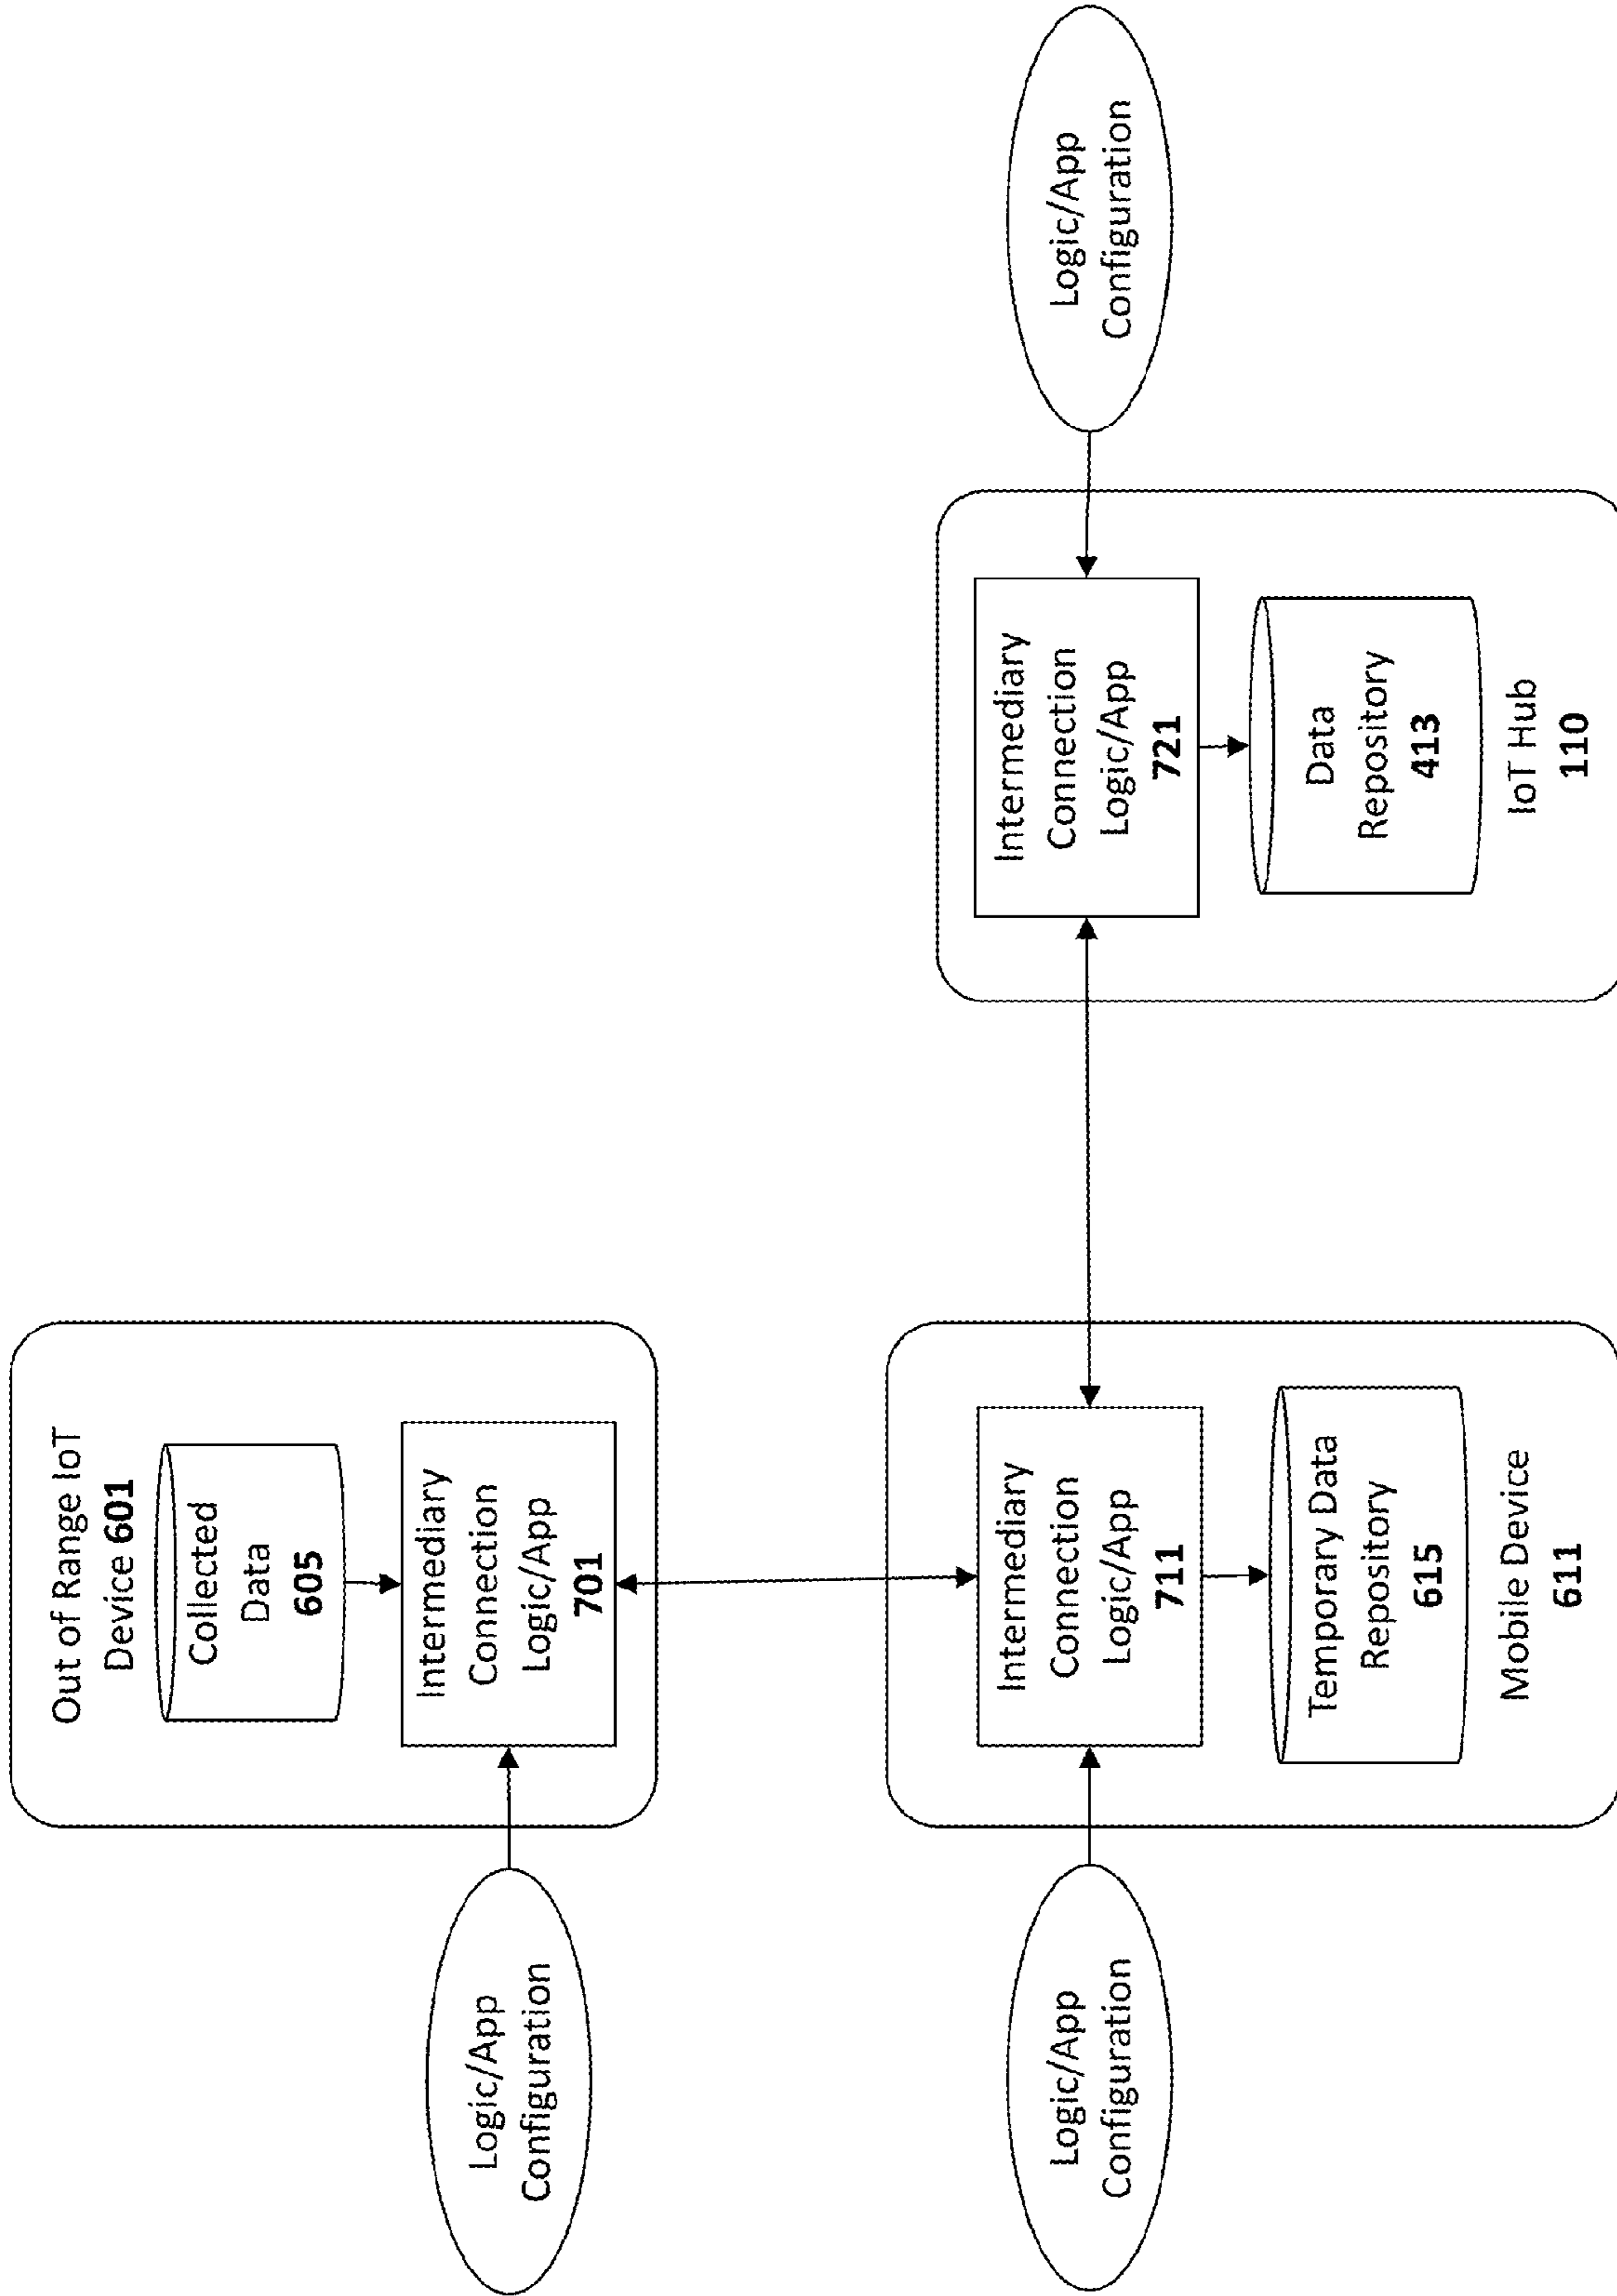 Out of Range IoT
Device 601
Collected
Data
605
Intermediary
Connection
Logic/App
701
Logic/App
Configuration
Logic/App
Configuration
Intermediary
Connection
Logic/App
711
Temporary Data
Repository
615
Mobile Device
611
Intermediary
Connection
Logic/App
721
Data
Repository
413
IoT Hub
110
Logic/App
Configuration